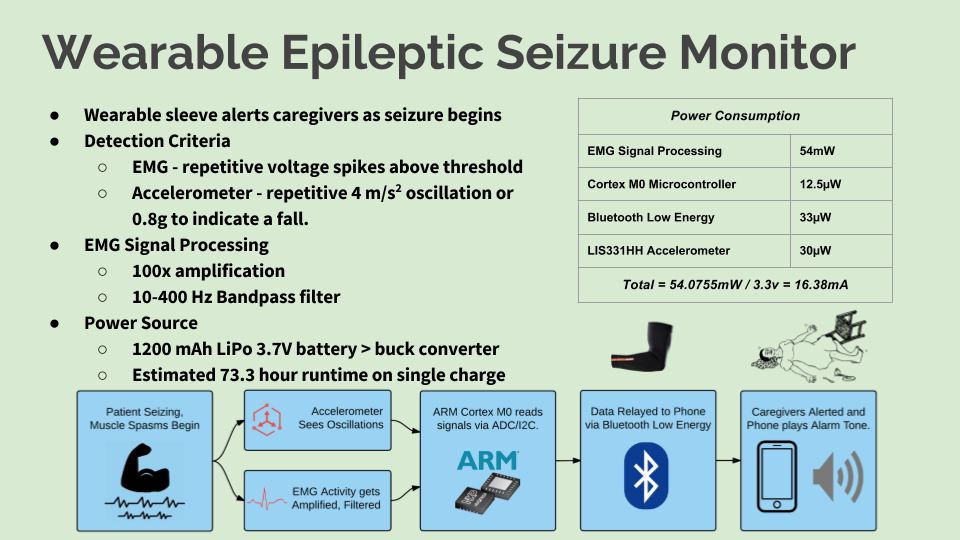 Wearable Epileptic Seizure Monitor
● Wearable sleeve alerts caregivers as seizure begins
● Detection Criteria
○ EMG - repetitive voltage spikes above threshold
○ Accelerometer - repetitive 4 m/s² oscillation or
0.8g to indicate a fall.
● EMG Signal Processing
○ 100x amplification
○ 10-400 Hz Bandpass filter
● Power Source
○ 1200 mAh LiPo 3.7V battery > buck converter
○ Estimated 73.3 hour runtime on single charge
Power Consumption
EMG Signal Processing 54mW
Cortex M0 Microcontroller 12.5µW
Bluetooth Low Energy 33µW
LIS331HH Accelerometer 30µW
Total = 54.0755mW / 3.3v = 16.38mA
Patient Seizing,
Muscle Spasms Begin
Accelerometer
Sees Oscillations
EMG Activity gets
Amplified, Filtered
ARM Cortex M0 reads
signals via ADC/I2C.
ARM
Data Relayed to Phone
via Bluetooth Low Energy
Caregivers Alerted and
Phone plays Alarm Tone.